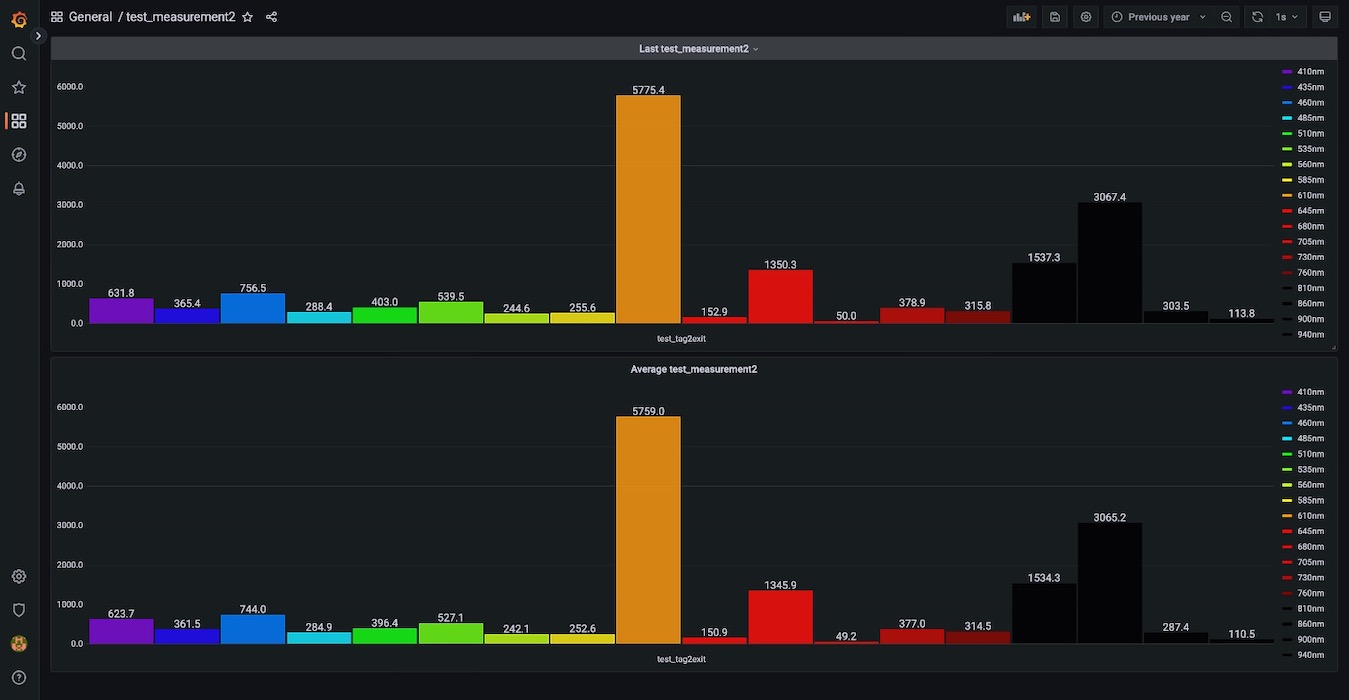 General / test_measurement2
Previous year
1s
Last test_measurement2
6000.0
5000.0
4000.0
3000.0
2000.0
1000.0
0.0
631.8
365.4
756.5
288.4
403.0
539.5
244.6
255.6
5775.4
152.9
1350.3
50.0
378.9
315.8
1537.3
3067.4
303.5
113.8
test_tag2exit
410nm
435nm
460nm
485nm
510nm
535nm
560nm
585nm
610nm
645nm
680nm
705nm
730nm
760nm
810nm
860nm
900nm
940nm
Average test_measurement2
6000.0
5000.0
4000.0
3000.0
2000.0
1000.0
0.0
623.7
361.5
744.0
284.9
396.4
527.1
242.1
252.6
5759.0
150.9
1345.9
49.2
377.0
314.5
1534.3
3065.2
287.4
110.5
test_tag2exit
410nm
435nm
460nm
485nm
510nm
535nm
560nm
585nm
610nm
645nm
680nm
705nm
730nm
760nm
810nm
860nm
900nm
940nm